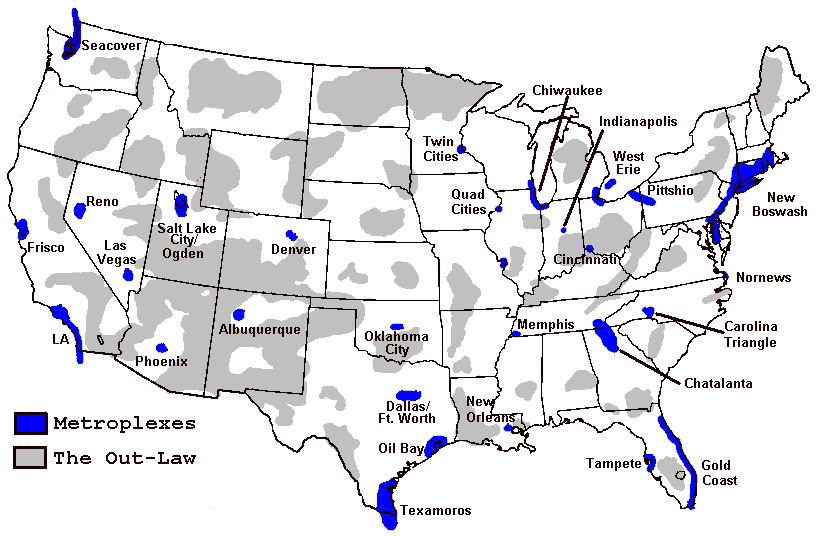 Seacover
Chiwaukee
Indianapolis
Twin
Cities
West
Erie
Pittshio
Reno
Quad
Cities
New
Boswash
Salt Lake
City/
Ogden
Frisco
Las
Vegas
Denver
Cincinnati
Nornews
LA
Phoenix
Albuquerque
Oklahoma
City
Memphis
Carolina
Triangle
Chatalanta
Dallas/
Ft. Worth
New
Orleans
Metroplexes
The Out-Law
Oil Bay
Tampete
Gold
Coast
Texamoros